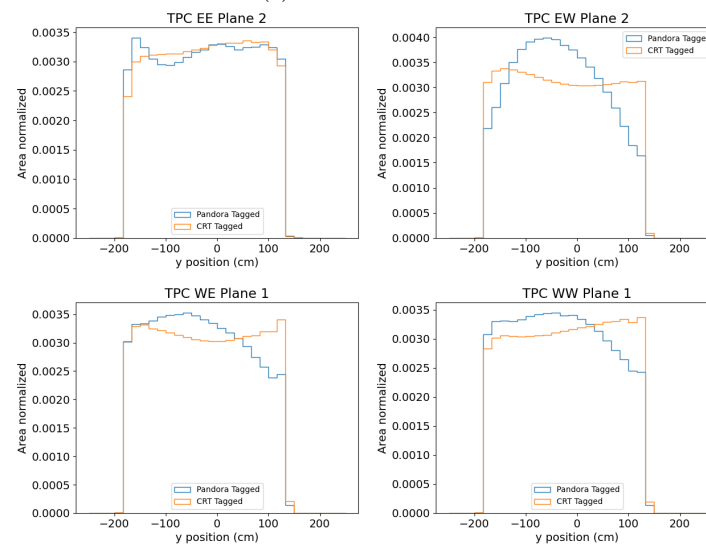 TPC EE Plane 2
0.0035
0.0030
0.0025
0.0020
0.0015
0.0010
0.0005
0.0000
Area normalized
Pandora Tagged
CRT Tagged
−200 −100 0 100 200
y position (cm)
TPC EW Plane 2
0.0040
0.0035
0.0030
0.0025
0.0020
0.0015
0.0010
0.0005
0.0000
Area normalized
Pandora Tagged
CRT Tagged
−200 −100 0 100 200
y position (cm)
TPC WE Plane 1
0.0035
0.0030
0.0025
0.0020
0.0015
0.0010
0.0005
0.0000
Area normalized
Pandora Tagged
CRT Tagged
−200 −100 0 100 200
y position (cm)
TPC WW Plane 1
0.0035
0.0030
0.0025
0.0020
0.0015
0.0010
0.0005
0.0000
Area normalized
Pandora Tagged
CRT Tagged
−200 −100 0 100 200
y position (cm)